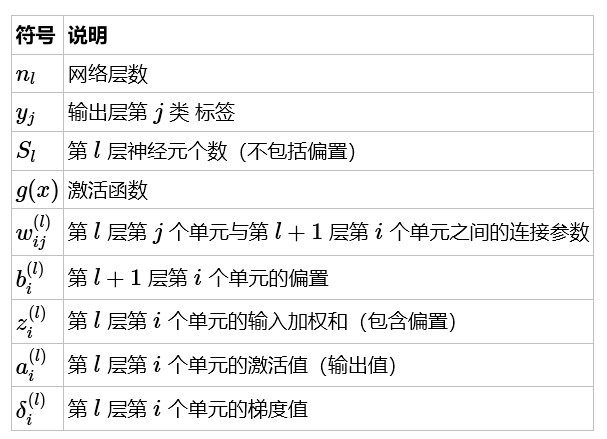 符号 说明
n_l 网络层数
y_j 输出层第 j 类 标签
S_l 第 l 层神经元个数（不包括偏置）
g(x) 激活函数
w_{ij}^{(l)} 第 l 层第 j 个单元与第 l + 1 层第 i 个单元之间的连接参数
b_i^{(l)} 第 l + 1 层第 i 个单元的偏置
z_i^{(l)} 第 l 层第 i 个单元的输入加权和（包含偏置）
a_i^{(l)} 第 l 层第 i 个单元的激活值（输出值）
δ_i^{(l)} 第 l 层第 i 个单元的梯度值